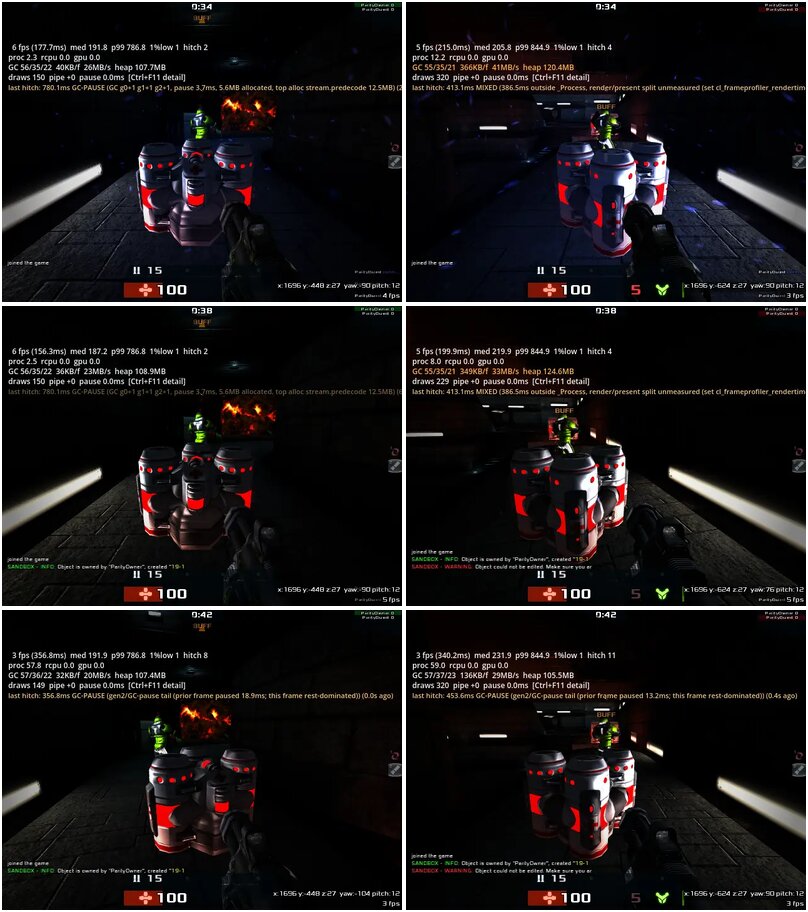 0:34
BUFF
6 fps (177.7ms) med 191.8 p99 786.8 1%low 1 hitch 2
proc 2.3 rcpu 0.0 gpu 0.0
GC 56/35/22 40KB/f 26MB/s heap 107.7MB
draws 150 pipe +0 pause 0.0ms [Ctrl+F11 detail]
last hitch: 780.1ms GC-PAUSE (GC g0+1 g1+1 g2+1, pause 3.7ms, 5.6MB allocated, top alloc stream.predecode 12.5MB) (2
joined the game
15
100
x:1696 y:-448 z:27 yaw:-90 pitch:12
4 fps
0:34
5 fps (215.0ms) med 205.8 p99 844.9 1%low 1 hitch 4
proc 12.2 rcpu 0.0 gpu 0.0
GC 55/35/21 366KB/f 41MB/s heap 120.4MB
draws 320 pipe +0 pause 0.0ms [Ctrl+F11 detail]
last hitch: 413.1ms MIXED (386.5ms outside _Process, render/present split unmeasured (set cl_frameprofiler_rendertim
BUFF
15
100
5
x:-1696 y:-624 z:27 yaw:90 pitch:12
3 fps
0:38
BUFF
6 fps (156.3ms) med 187.2 p99 786.8 1%low 1 hitch 2
proc 2.5 rcpu 0.0 gpu 0.0
GC 56/35/22 36KB/f 23MB/s heap 108.9MB
draws 150 pipe +0 pause 0.0ms [Ctrl+F11 detail]
last hitch: 780.1ms GC-PAUSE (GC g0+1 g1+1 g2+1, pause 3.7ms, 5.6MB allocated, top alloc stream.predecode 12.5MB) (6
joined the game
SANDBOX - INFO: Object is owned by "ParityOwner", created "19-1
15
100
x:1696 y:-448 z:27 yaw:-90 pitch:12
5 fps
0:38
5 fps (199.9ms) med 219.9 p99 844.9 1%low 1 hitch 4
proc 8.0 rcpu 0.0 gpu 0.0
GC 55/35/21 349KB/f 33MB/s heap 124.6MB
draws 229 pipe +0 pause 0.0ms [Ctrl+F11 detail]
last hitch: 413.1ms MIXED (386.5ms outside _Process, render/present split unmeasured (set cl_frameprofiler_rendertim
BUFF
joined the game
SANDBOX - INFO: Object is owned by "ParityOwner", created "19-1
SANDBOX - WARNING: Object could not be edited. Make sure you ar
15
100
5
x:-1696 y:-624 z:27 yaw:76 pitch:12
5 fps
0:42
BUFF
3 fps (356.8ms) med 191.9 p99 786.8 1%low 1 hitch 8
proc 57.8 rcpu 0.0 gpu 0.0
GC 57/36/22 32KB/f 20MB/s heap 107.4MB
draws 149 pipe +0 pause 0.0ms [Ctrl+F11 detail]
last hitch: 356.8ms GC-PAUSE (gen2/GC-pause tail (prior frame paused 18.9ms; this frame rest-dominated)) (0.0s ago)
joined the game
SANDBOX - INFO: Object is owned by "ParityOwner", created "19-1
15
100
x:1696 y:-448 z:27 yaw:-104 pitch:12
3 fps
0:42
3 fps (340.2ms) med 231.9 p99 844.9 1%low 1 hitch 11
proc 59.0 rcpu 0.0 gpu 0.0
GC 57/37/23 136KB/f 29MB/s heap 105.5MB
draws 320 pipe +0 pause 0.0ms [Ctrl+F11 detail]
last hitch: 453.6ms GC-PAUSE (gen2/GC-pause tail (prior frame paused 13.2ms; this frame rest-dominated)) (0.4s ago)
BUFF
joined the game
SANDBOX - INFO: Object is owned by "ParityOwner", created "19-1
SANDBOX - WARNING: Object could not be edited. Make sure you ar
15
100
5
x:-1696 y:-624 z:27 yaw:90 pitch:12
3 fps